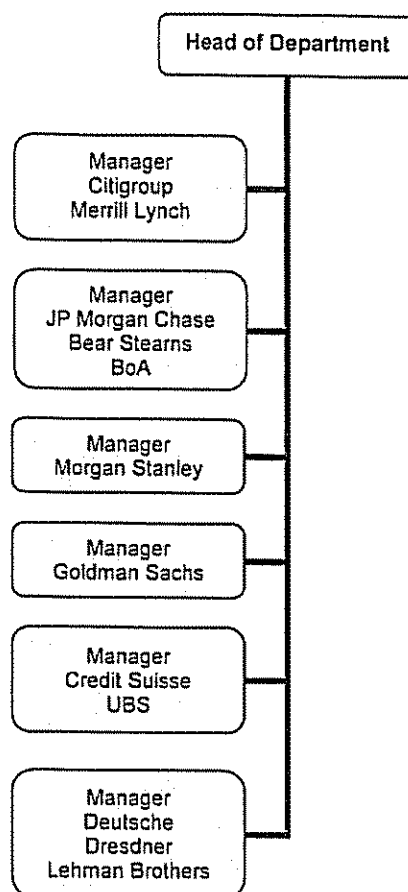 Head of Department
Manager
Citigroup
Merrill Lynch
Manager
JP Morgan Chase
Bear Stearns
BoA
Manager
Morgan Stanley
Manager
Goldman Sachs
Manager
Credit Suisse
UBS
Manager
Deutsche
Dresdner
Lehman Brothers